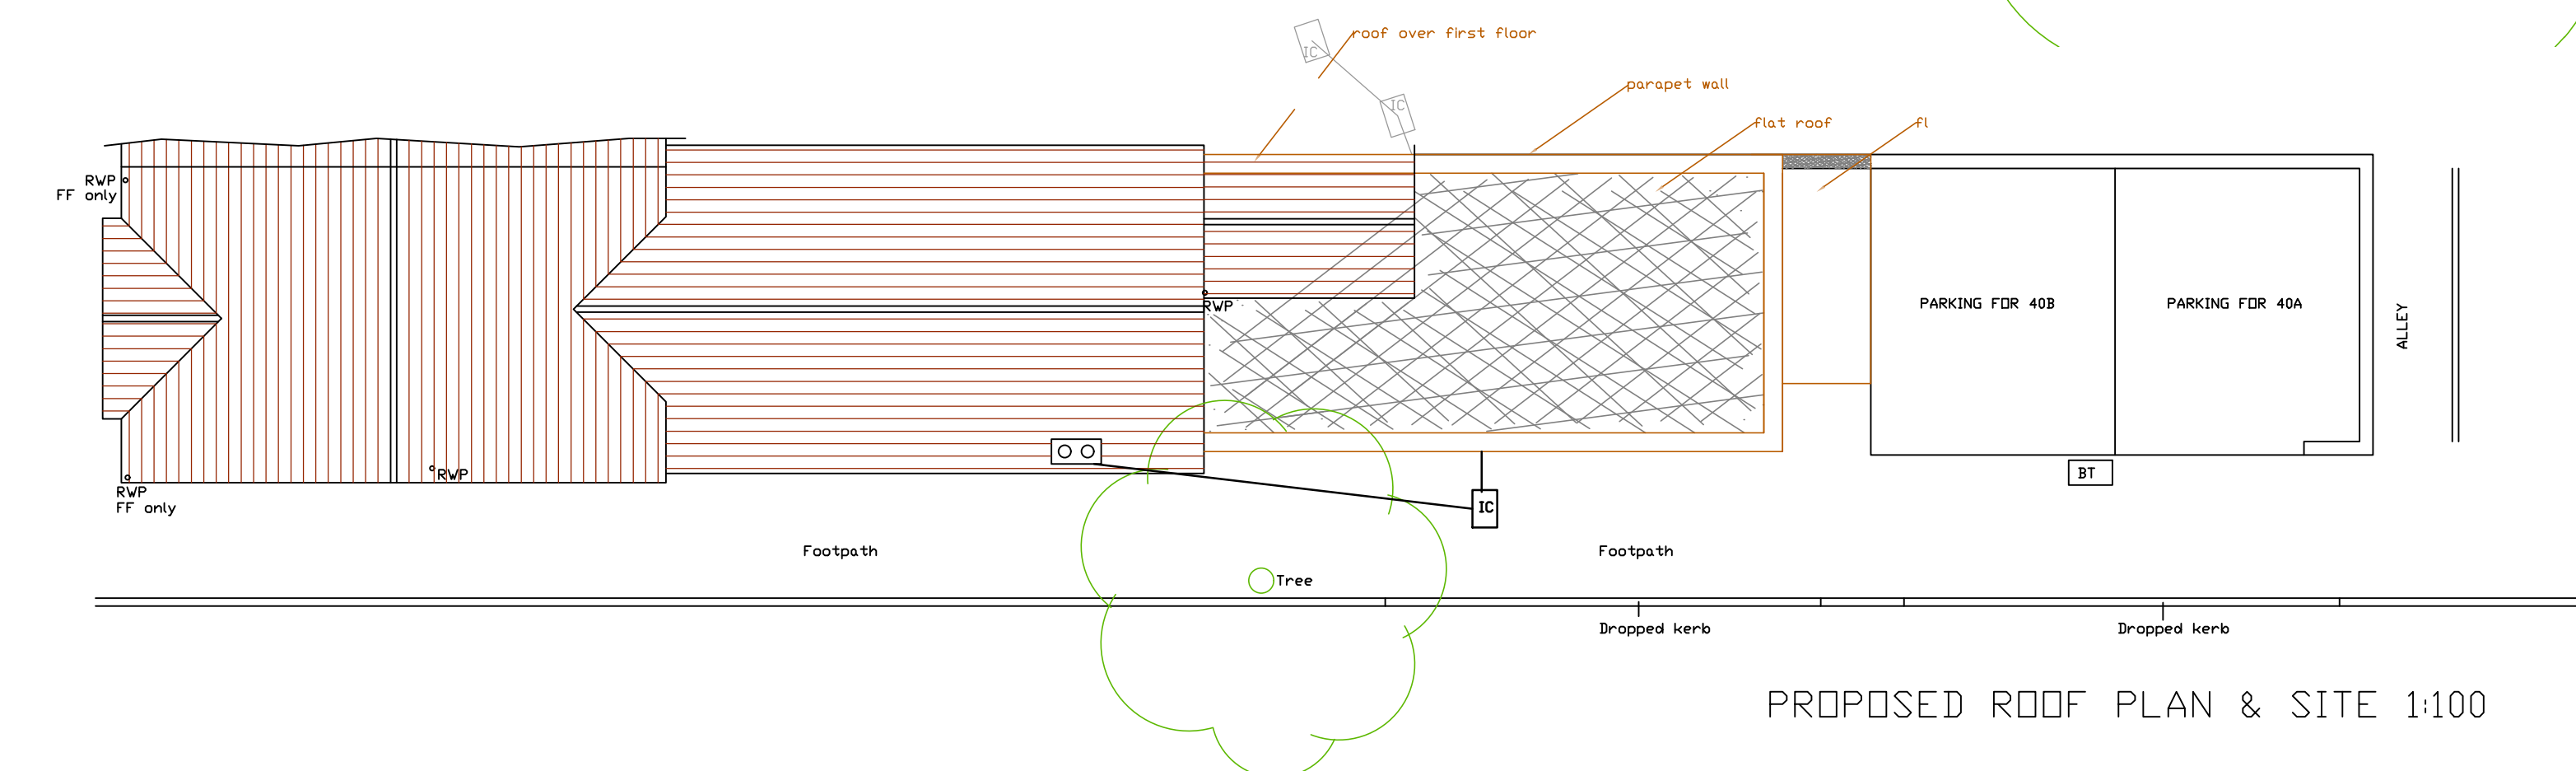 roof over first floor
IC
parapet wall
IC
flat roof
fl
RWP
FF only
RWP
PARKING FOR 40B
PARKING FOR 40A
ALLEY
RWP
BT
RWP
FF only
IC
Footpath
Footpath
Tree
Dropped kerb
Dropped kerb
PROPOSED ROOF PLAN & SITE 1:100